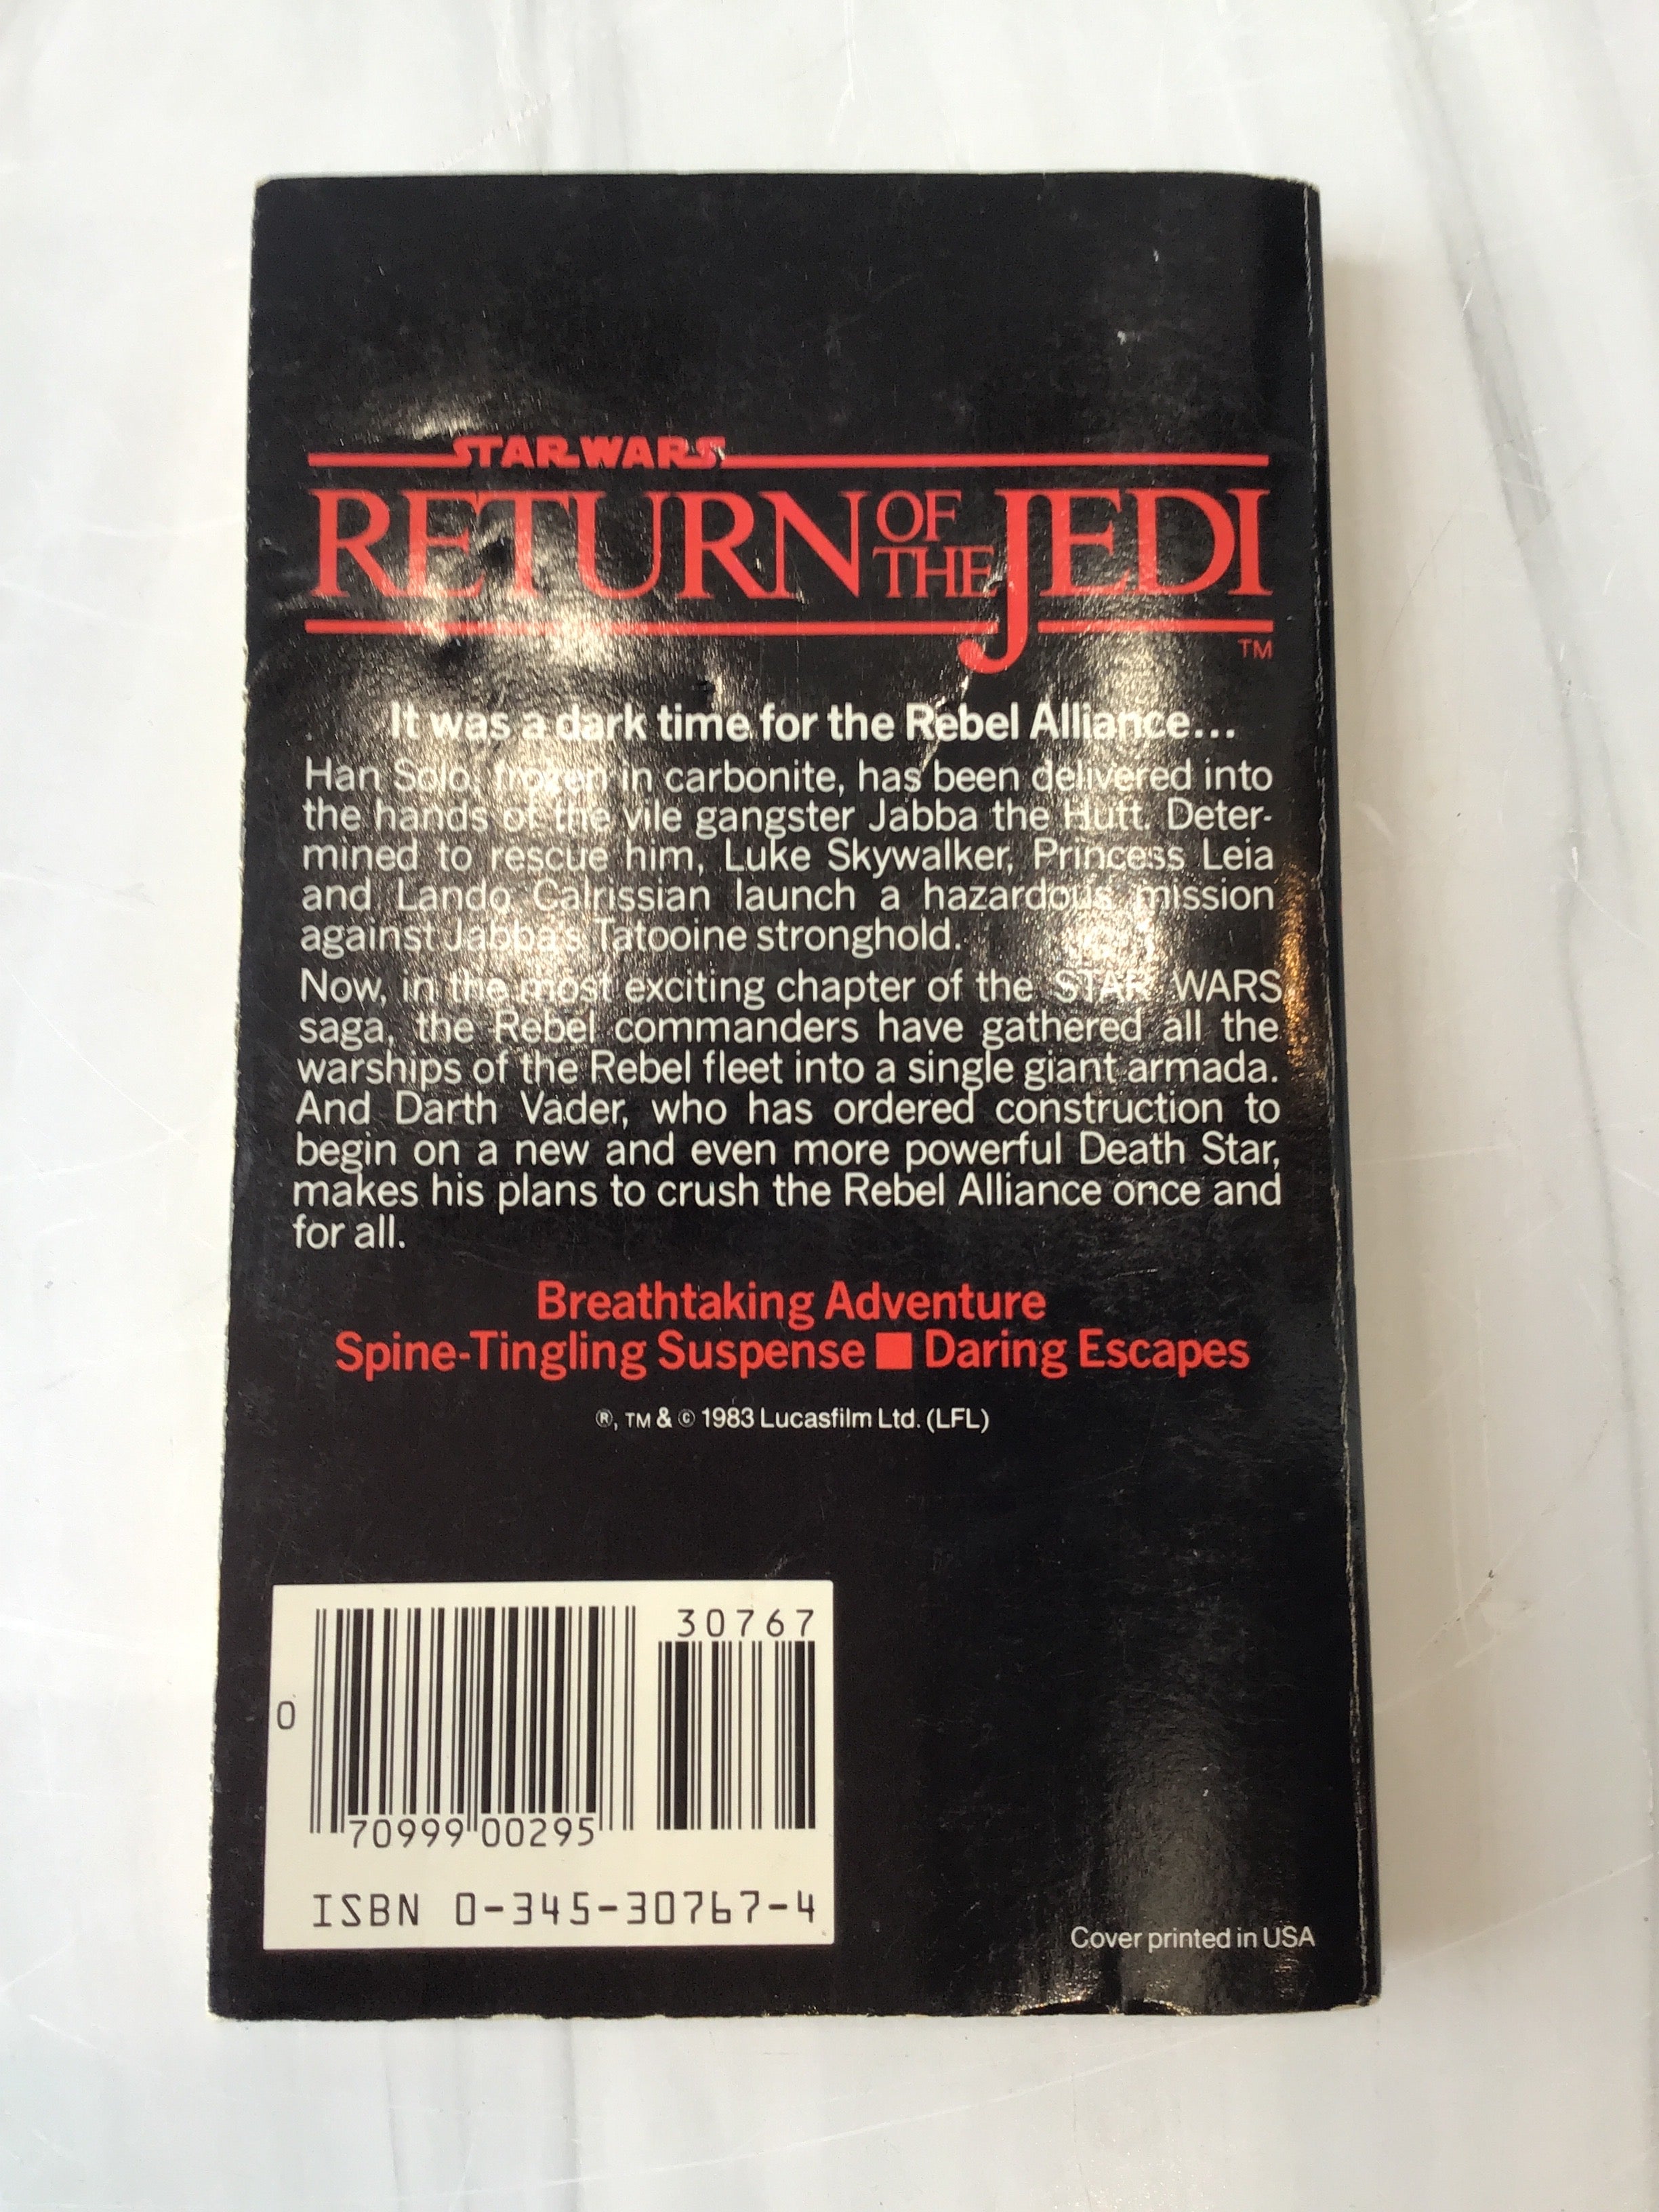 STAR WARS
RETURN OF THE JEDI
TM
It was a dark time for the Rebel Alliance...
Han Solo, frozen in carbonite, has been delivered into
the hands of the vile gangster Jabba the Hutt. Deter-
mined to rescue him, Luke Skywalker, Princess Leia
and Lando Calrissian launch a hazardous mission
against Jabba's Tatooine stronghold.
Now, in the most exciting chapter of the STAR WARS
saga, the Rebel commanders have gathered all the
warships of the Rebel fleet into a single giant armada.
And Darth Vader, who has ordered construction to
begin on a new and even more powerful Death Star,
makes his plans to crush the Rebel Alliance once and
for all.
Breathtaking Adventure
Spine-Tingling Suspense ■ Daring Escapes
®, TM & © 1983 Lucasfilm Ltd. (LFL)
30767
0
70999 00295
ISBN 0-345-30767-4
Cover printed in USA